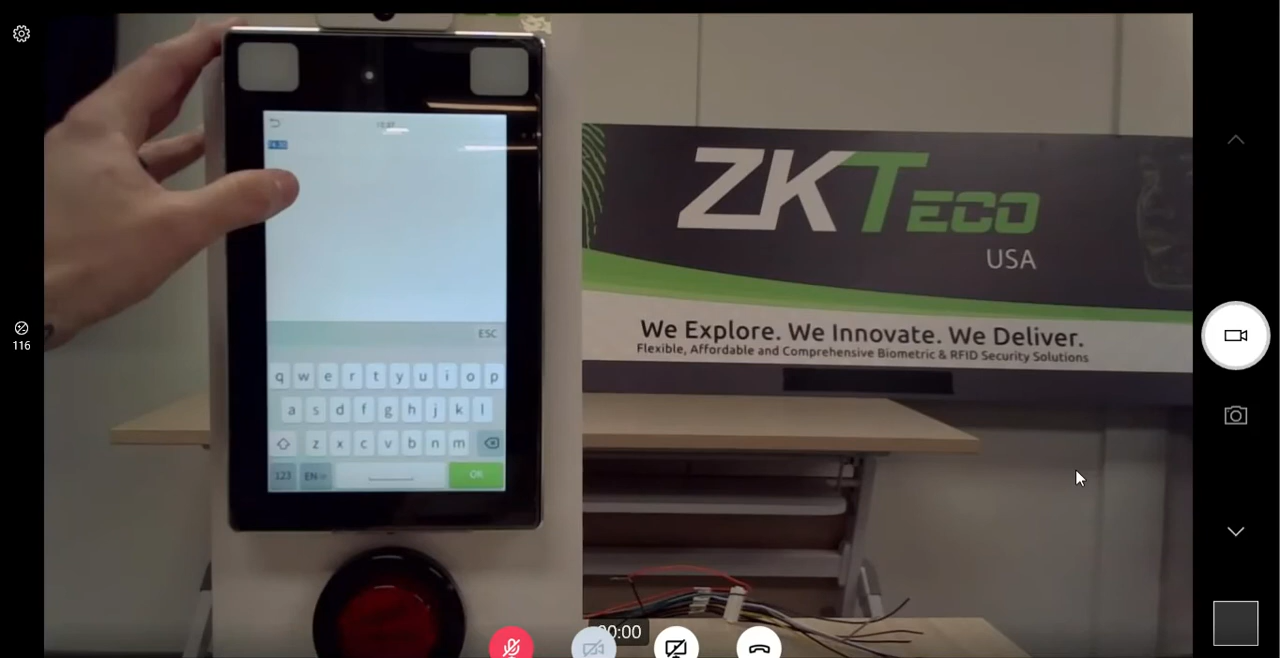 ESC
q w e r t y u i o p
a s d f g h j k l
z x c v b n m
123 EN OK
ZKTECO
USA
We Explore. We Innovate. We Deliver.
Flexible, Affordable and Comprehensive Biometric & RFID Security Solutions
116
00:00